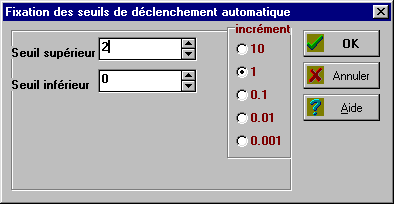 Fixation des seuils de déclenchement automatique
Seuil supérieur 2
Seuil inférieur 0
incrément
10
1
0.1
0.01
0.001
OK
Annuler
Aide